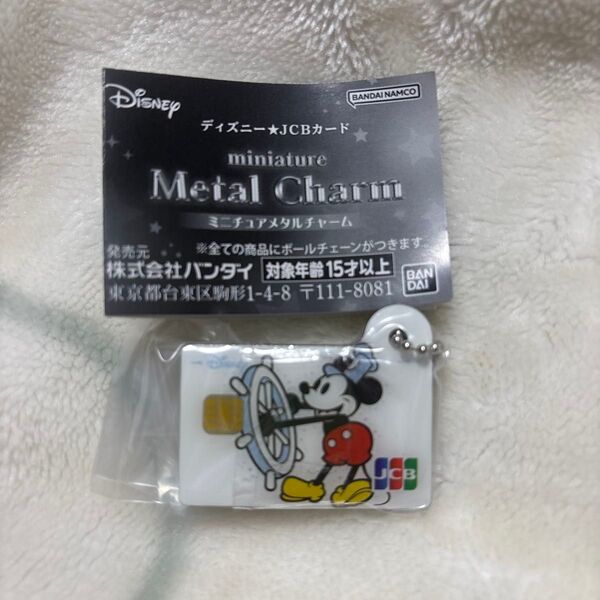 Disney
BANDAI NAMCO
ディズニー★JCBカード
miniature
Metal Charm
ミニチュアメタルチャーム
※全ての商品にボールチェーンがつきます。
発売元
株式会社バンダイ 対象年齢15才以上
東京都台東区駒形1-4-8 〒111-8081
BAN
DAI
Disney
JCB